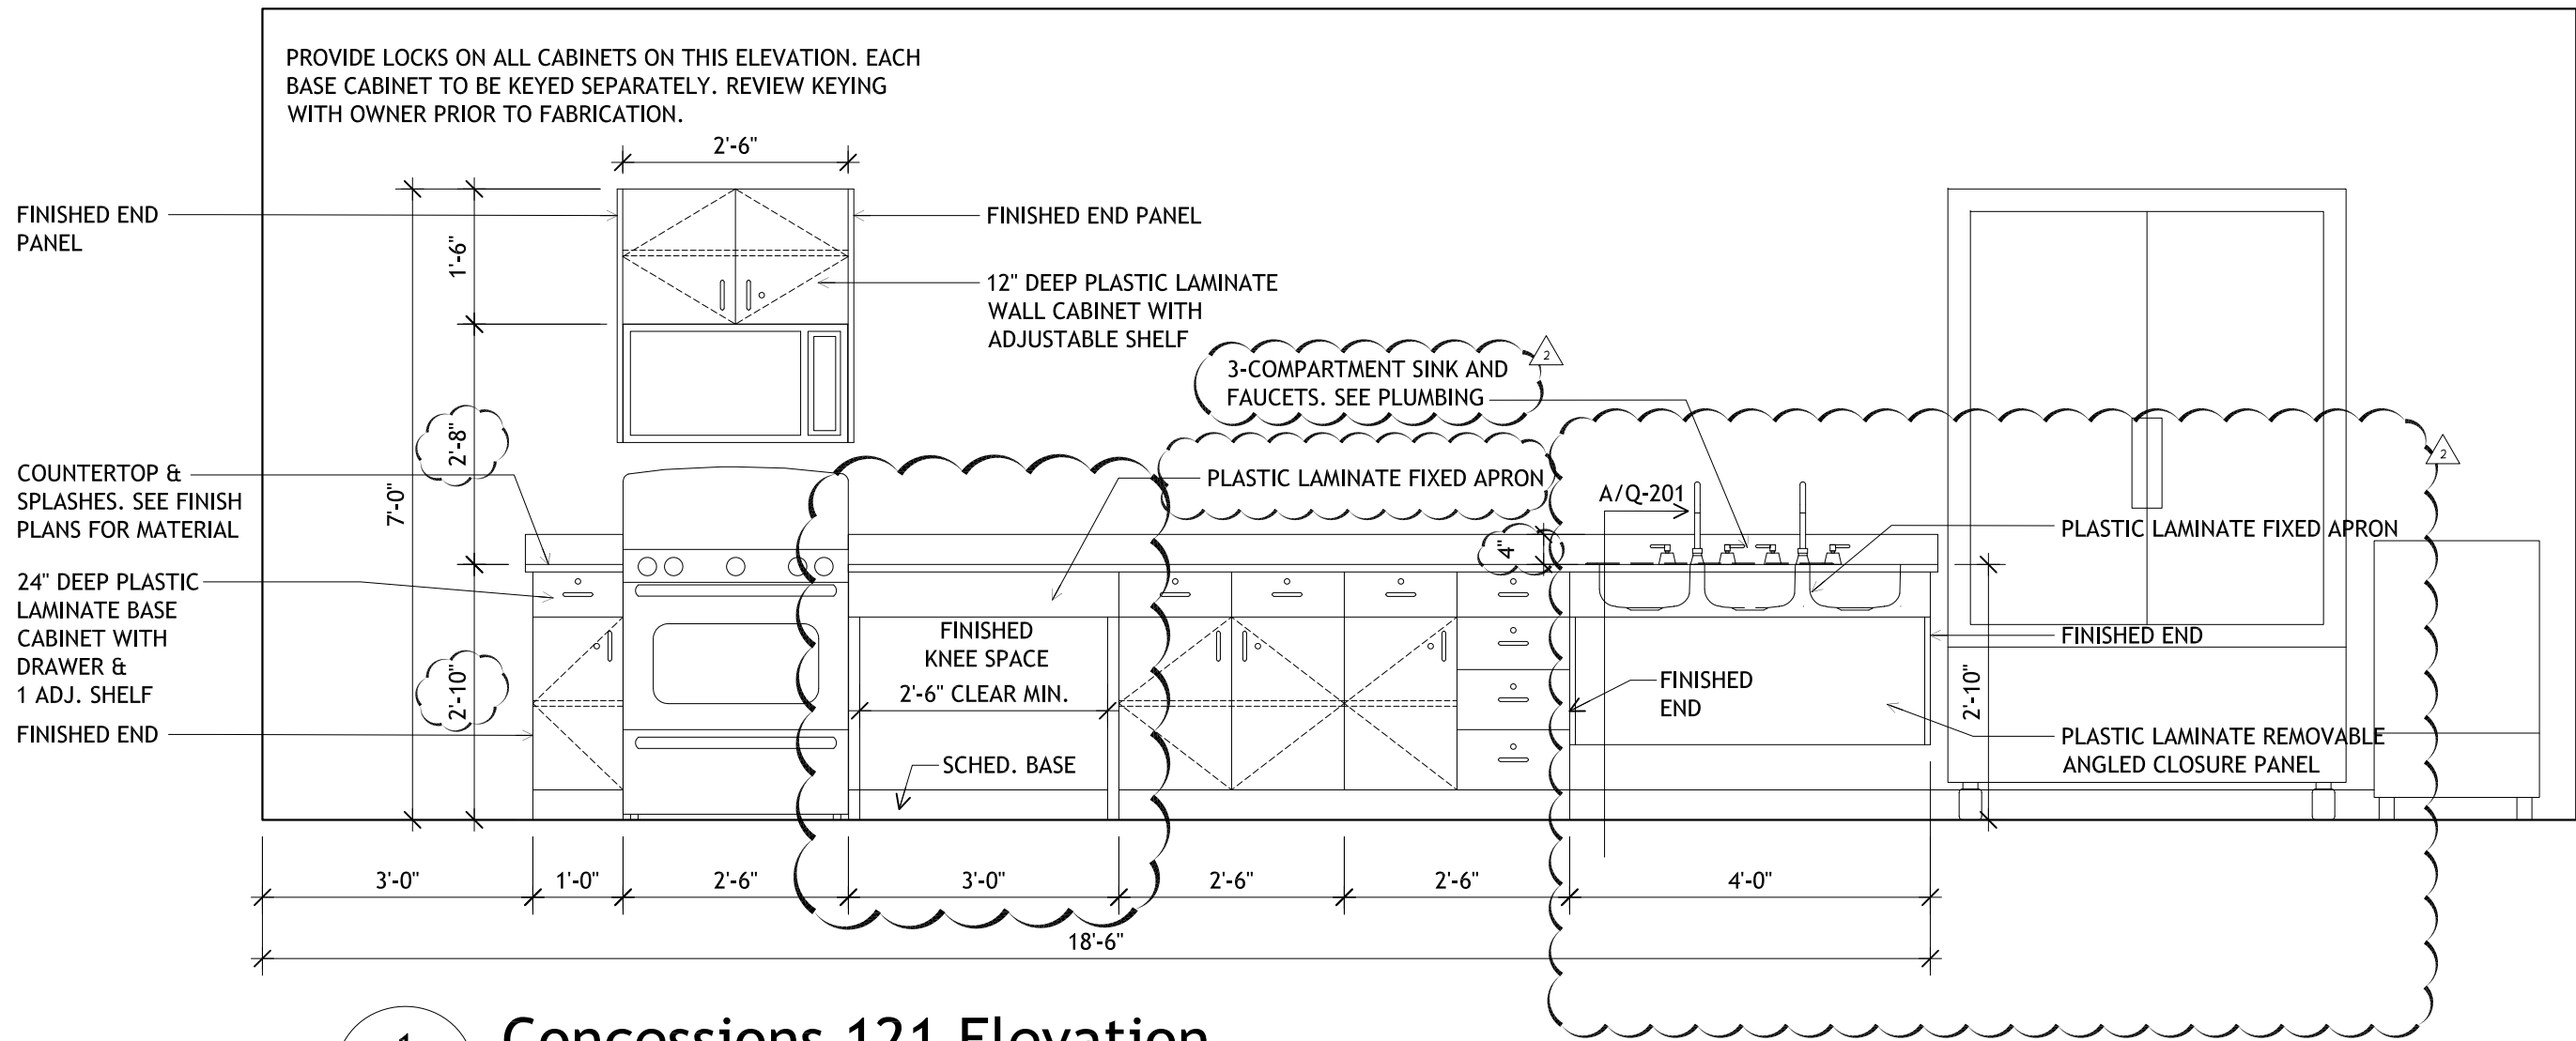 PROVIDE LOCKS ON ALL CABINETS ON THIS ELEVATION. EACH
BASE CABINET TO BE KEYED SEPARATELY. REVIEW KEYING
WITH OWNER PRIOR TO FABRICATION.
2'-6"
FINISHED END
PANEL
FINISHED END PANEL
1'-6"
12" DEEP PLASTIC LAMINATE
WALL CABINET WITH
ADJUSTABLE SHELF
2
3-COMPARTMENT SINK AND
FAUCETS. SEE PLUMBING
2'-8"
7'-0"
2
COUNTERTOP &
SPLASHES. SEE FINISH
PLANS FOR MATERIAL
PLASTIC LAMINATE FIXED APRON
A/Q-201
4"
PLASTIC LAMINATE FIXED APRON
24" DEEP PLASTIC
LAMINATE BASE
CABINET WITH
DRAWER &
1 ADJ. SHELF
FINISHED
KNEE SPACE
2'-6" CLEAR MIN.
FINISHED END
FINISHED
END
2'-10"
2'-10"
FINISHED END
SCHED. BASE
PLASTIC LAMINATE REMOVABLE
ANGLED CLOSURE PANEL
3'-0"
1'-0"
2'-6"
3'-0"
2'-6"
2'-6"
4'-0"
18'-6"
1
Concessions 121 Elevation